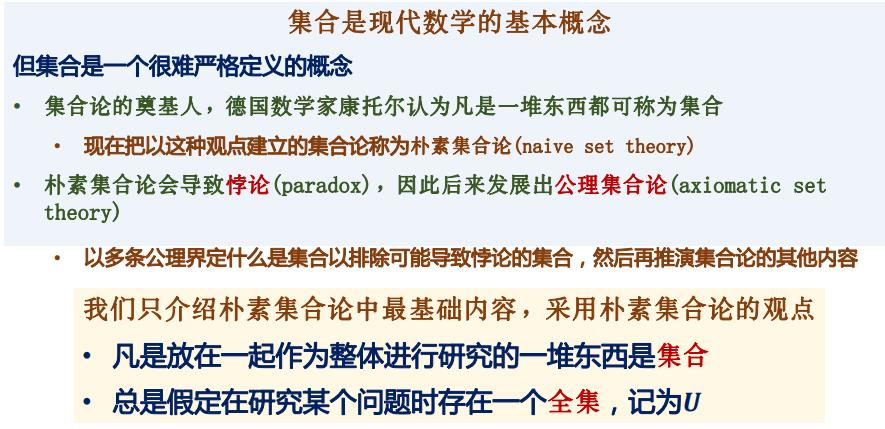 集合是现代数学的基本概念
但集合是一个很难严格定义的概念
• 集合论的奠基人，德国数学家康托尔认为凡是一堆东西都可称为集合
• 现在把以这种观点建立的集合论称为朴素集合论(naive set theory)
• 朴素集合论会导致悖论(paradox)，因此后来发展出公理集合论(axiomatic set
theory)
• 以多条公理界定什么是集合以排除可能导致悖论的集合，然后再推演集合论的其他内容
我们只介绍朴素集合论中最基础内容，采用朴素集合论的观点
• 凡是放在一起作为整体进行研究的一堆东西是集合
• 总是假定在研究某个问题时存在一个全集，记为U